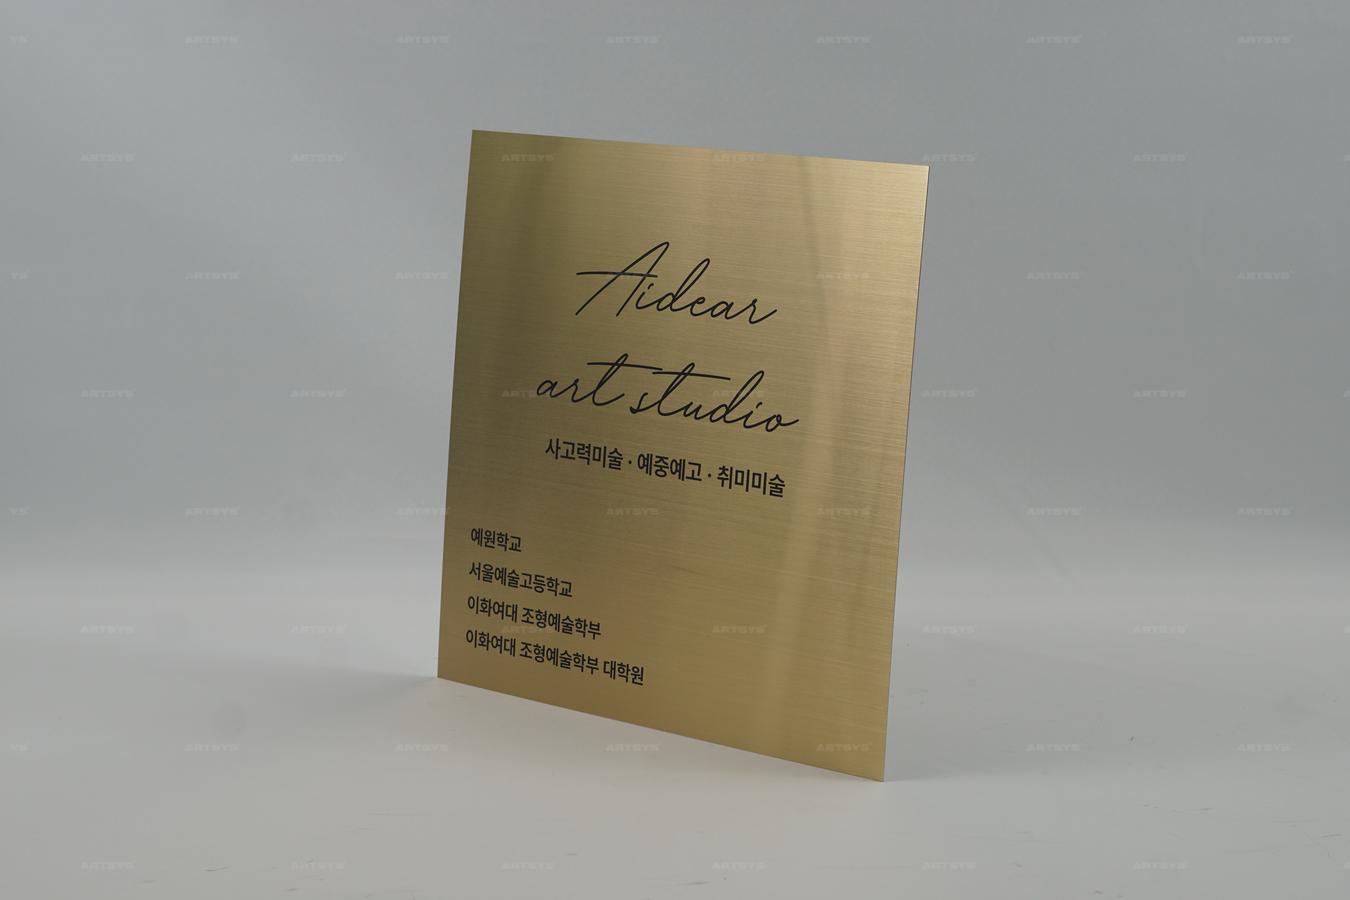 Aidear
art studio
사고력미술 · 예중예고 · 취미미술
예원학교
서울예술고등학교
이화여대 조형예술학부
이화여대 조형예술학부 대학원
ARTSYS